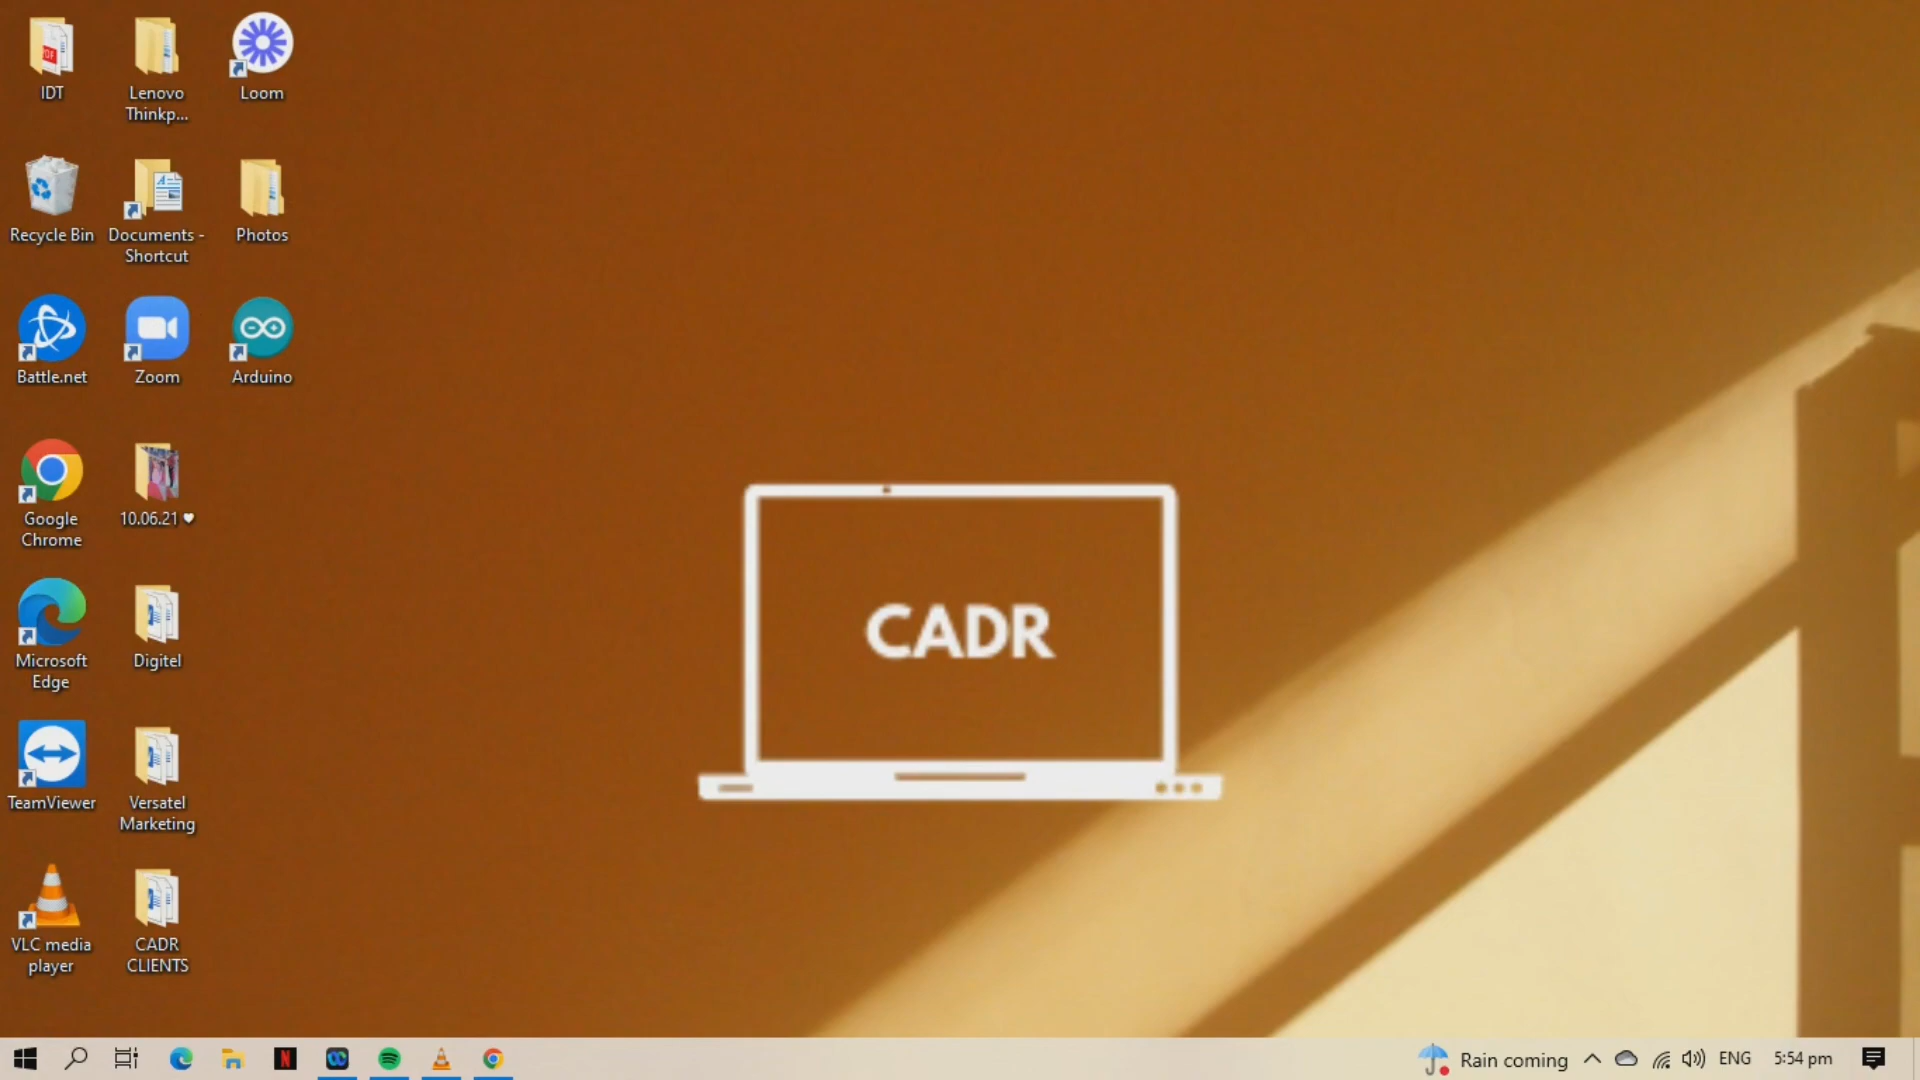 IDT
Lenovo
Thinkp...
Loom
Recycle Bin
Documents -
Shortcut
Photos
Battle.net
Zoom
Arduino
Google
Chrome
10.06.21 ♥
Microsoft
Edge
Digitel
TeamViewer
Versatel
Marketing
VLC media
player
CADR
CLIENTS
CADR
Rain coming
ENG
5:54 pm